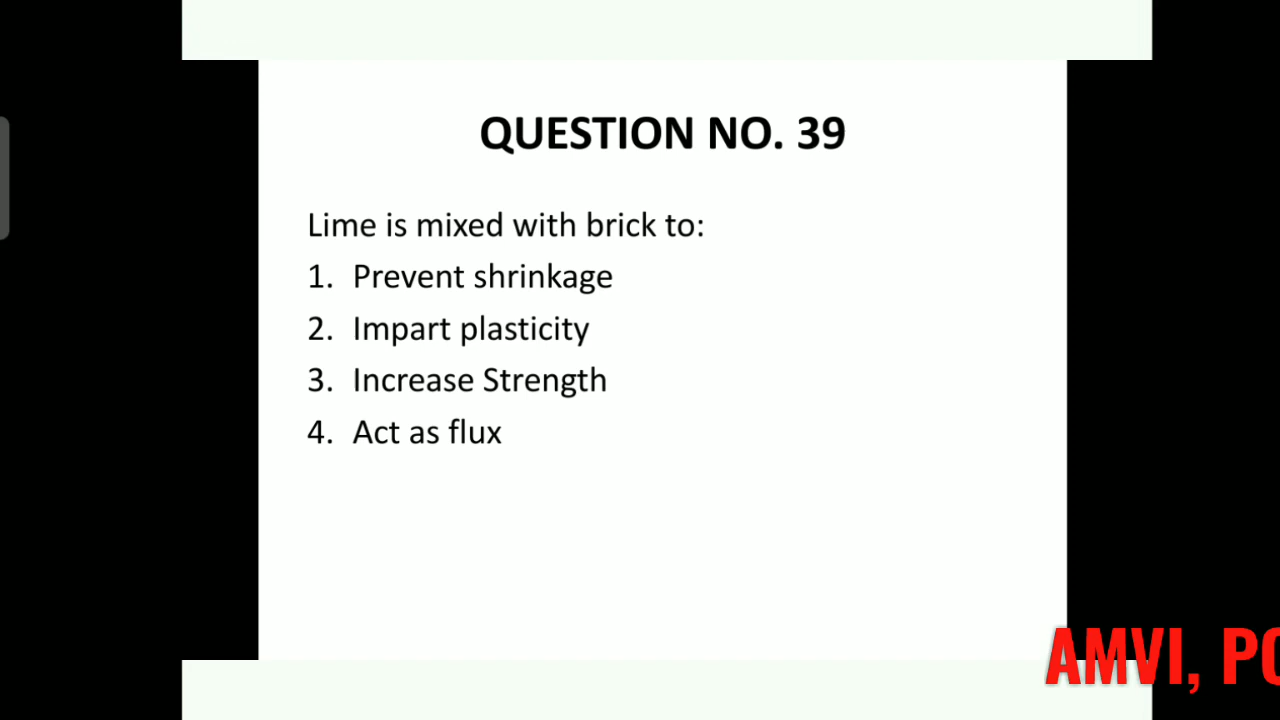 QUESTION NO. 39
Lime is mixed with brick to:
1. Prevent shrinkage
2. Impart plasticity
3. Increase Strength
4. Act as flux
AMVI,